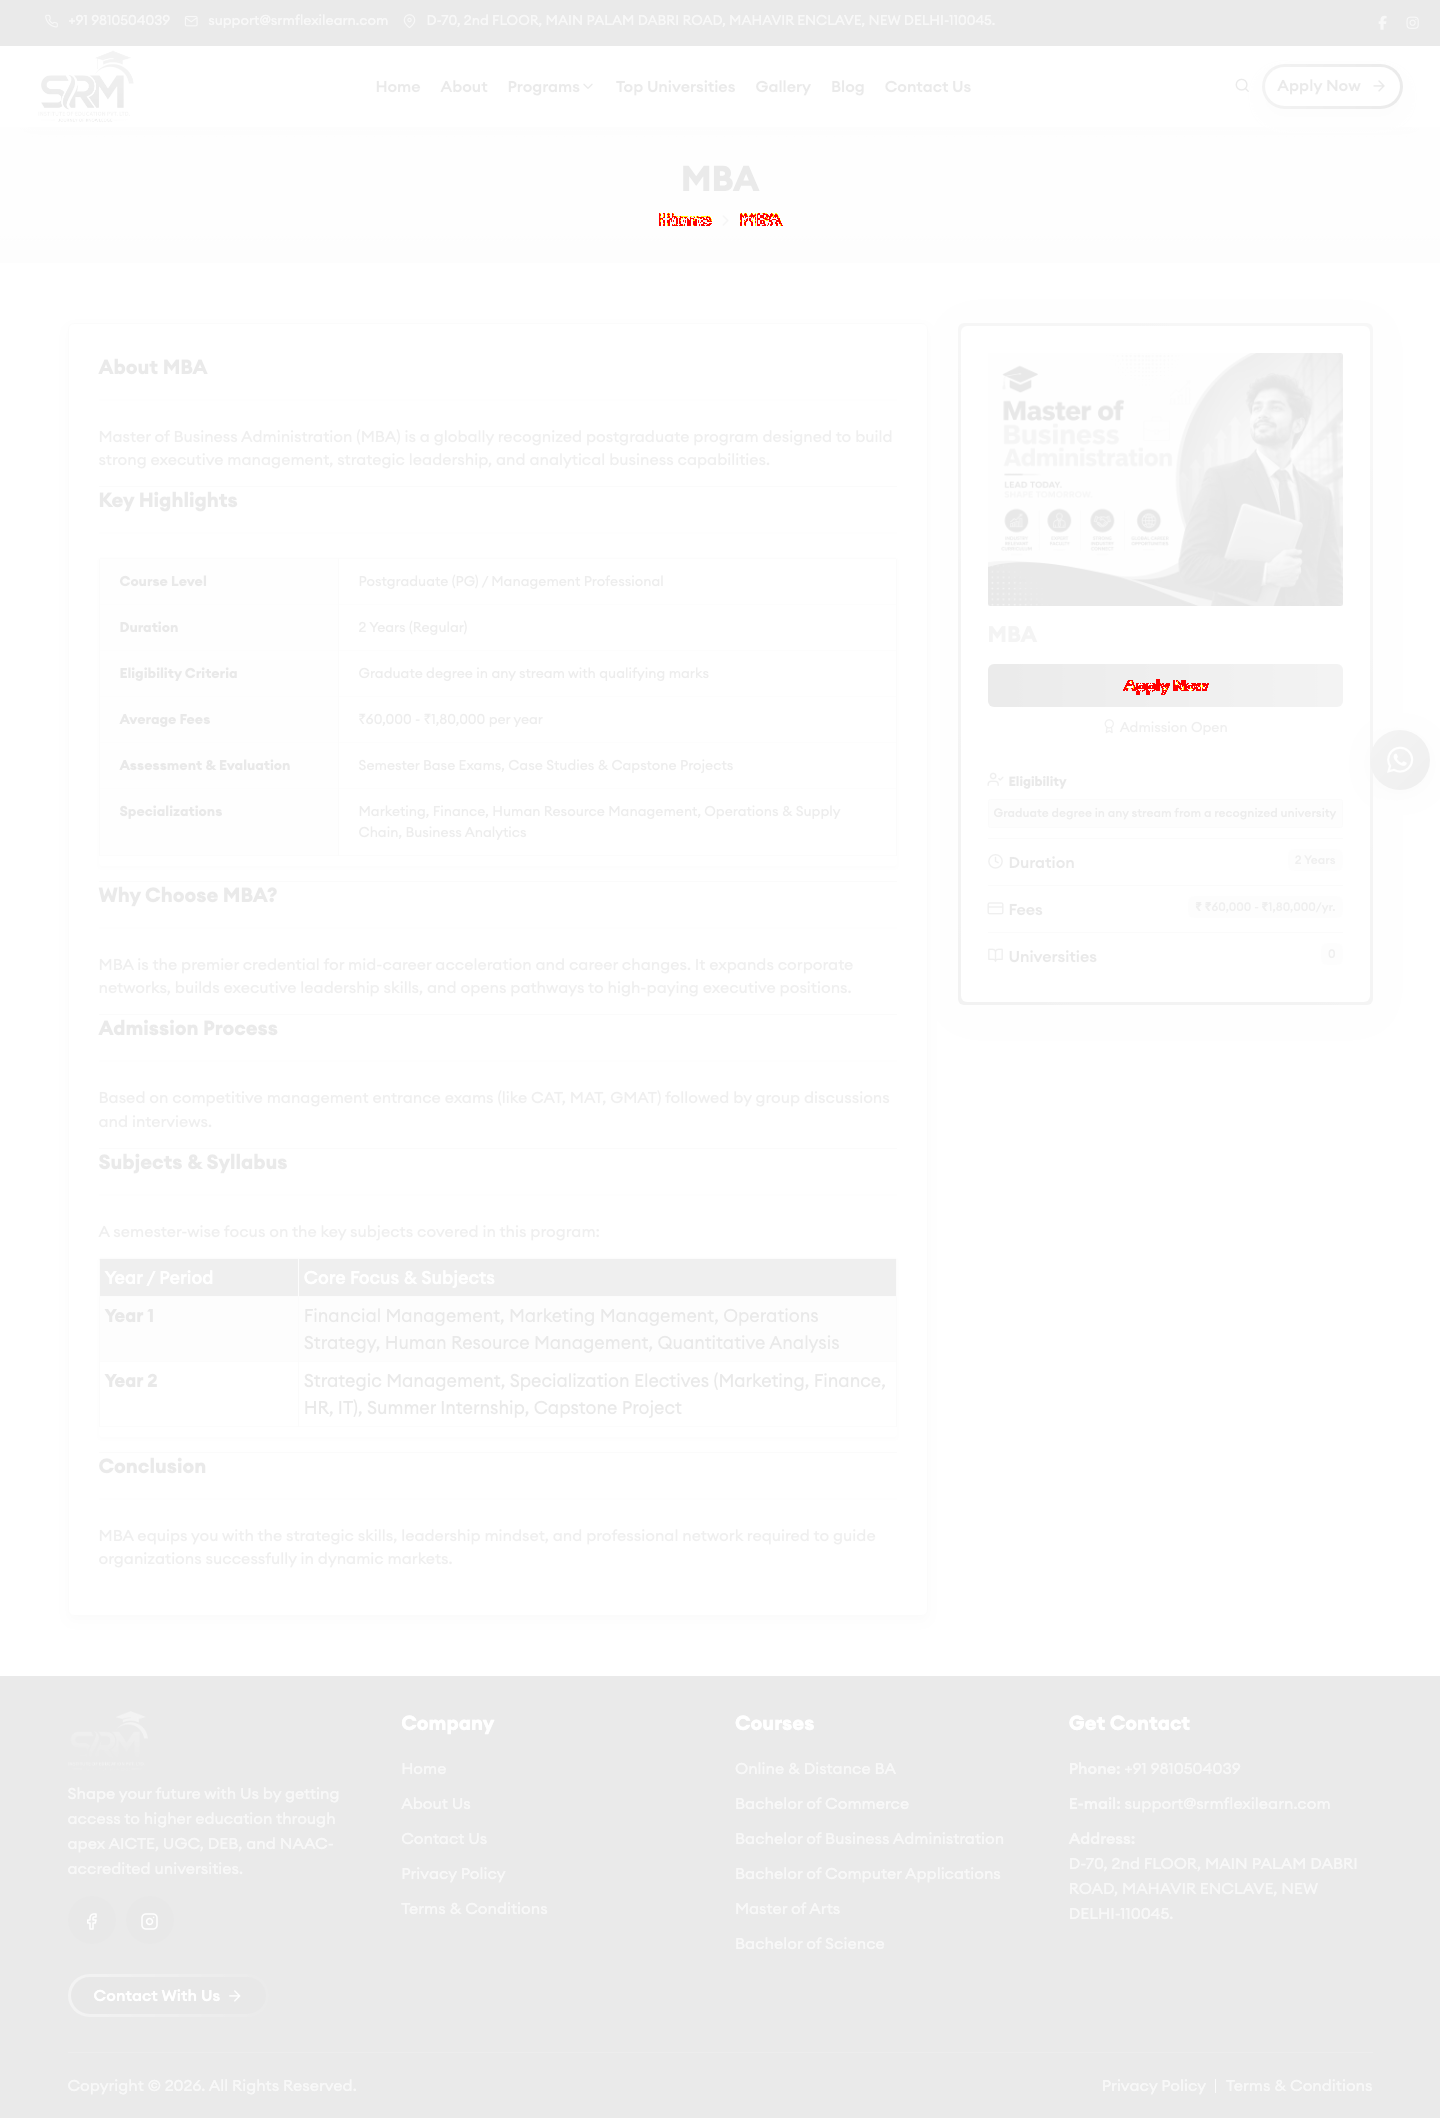 +91 9810504039 support@srmflexilearn.com D-70, 2nd FLOOR, MAIN PALAM DABRI ROAD, MAHAVIR ENCLAVE, NEW DELHI-110045.
SRM
Home About Programs Top Universities Gallery Blog Contact Us Apply Now
MBA
Home MBA
About MBA
Master of Business Administration (MBA) is a globally recognized postgraduate program designed to build
strong executive management, strategic leadership, and analytical business capabilities.
Key Highlights
Course Level Postgraduate (PG) / Management Professional
Duration 2 Years (Regular)
Eligibility Criteria Graduate degree in any stream with qualifying marks
Average Fees ₹60,000 - ₹1,80,000 per year
Assessment & Evaluation Semester Base Exams, Case Studies & Capstone Projects
Specializations Marketing, Finance, Human Resource Management, Operations & Supply
Chain, Business Analytics
Why Choose MBA?
MBA is the premier credential for mid-career acceleration and career changes. It expands corporate
networks, builds executive leadership skills, and opens pathways to high-paying executive positions.
Admission Process
Based on competitive management entrance exams (like CAT, MAT, GMAT) followed by group discussions
and interviews.
Subjects & Syllabus
A semester-wise focus on the key subjects covered in this program:
Year / Period Core Focus & Subjects
Year 1 Financial Management, Marketing Management, Operations
Strategy, Human Resource Management, Quantitative Analysis
Year 2 Strategic Management, Specialization Electives (Marketing, Finance,
HR, IT), Summer Internship, Capstone Project
Conclusion
MBA equips you with the strategic skills, leadership mindset, and professional network required to guide
organizations successfully in dynamic markets.
Master of
Business
Administration
LEAD TODAY.
MBA
Apply Now
Admission Open
Eligibility
Graduate degree in any stream from a recognized university
Duration 2 Years
Fees ₹ ₹60,000 - ₹1,80,000/yr.
Universities 0
Shape your future with Us by getting
access to higher education through
apex AICTE, UGC, DEB, and NAAC-
accredited universities.
Contact With Us
Company
Home
About Us
Contact Us
Privacy Policy
Terms & Conditions
Courses
Online & Distance BA
Bachelor of Commerce
Bachelor of Business Administration
Bachelor of Computer Applications
Master of Arts
Bachelor of Science
Get Contact
Phone: +91 9810504039
E-mail: support@srmflexilearn.com
Address:
D-70, 2nd FLOOR, MAIN PALAM DABRI
ROAD, MAHAVIR ENCLAVE, NEW
DELHI-110045.
Copyright © 2026. All Rights Reserved.
Privacy Policy | Terms & Conditions